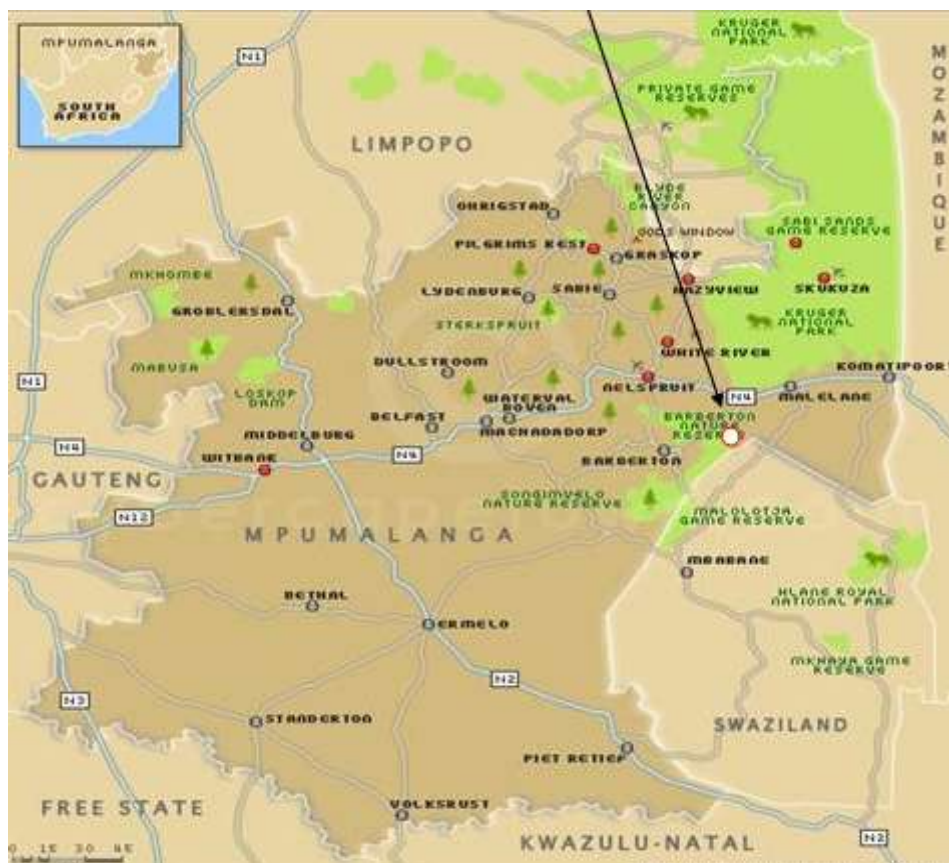 MPUMALANGA
SOUTH
AFRICA
N1
KRUGER
NATIONAL
PARK
MOZAMBIQUE
PRIVATE GAME
RESERVES
LIMPOPO
BLYDE
RIVER
CANYON
OHRIGSTAD
GODS WINDOW
SABI SANDS
GAME RESERVE
PILGRIMS REST
GRASKOP
MKHOMBE
HAZYVIEW
SKUKUZA
LYDENBURG
SABIE
GROBLERSDAL
STERKSPRUIT
KRUGER
NATIONAL
PARK
WHITE RIVER
MABUSA
DULLSTROOM
KOMATIPOORT
N1
NELSPRUIT
LOSKOP
DAM
WATERVAL
BOVEN
N4
MALELANE
BELFAST
MACHADADORP
BARBERTON
NATURE
RESERVE
MIDDELBURG
N4
N4
WITBANK
BARBERTON
GAUTENG
SONGIMVELO
NATURE RESERVE
N12
MALOLOTJA
GAME RESERVE
MPUMALANGA
MBABANE
BETHAL
HLANE ROYAL
NATIONAL PARK
ERMELO
MKHAYA GAME
RESERVE
N2
N3
STANDERTON
SWAZILAND
PIET RETIEF
FREE STATE
VOLKSRUST
KWAZULU-NATAL
N2